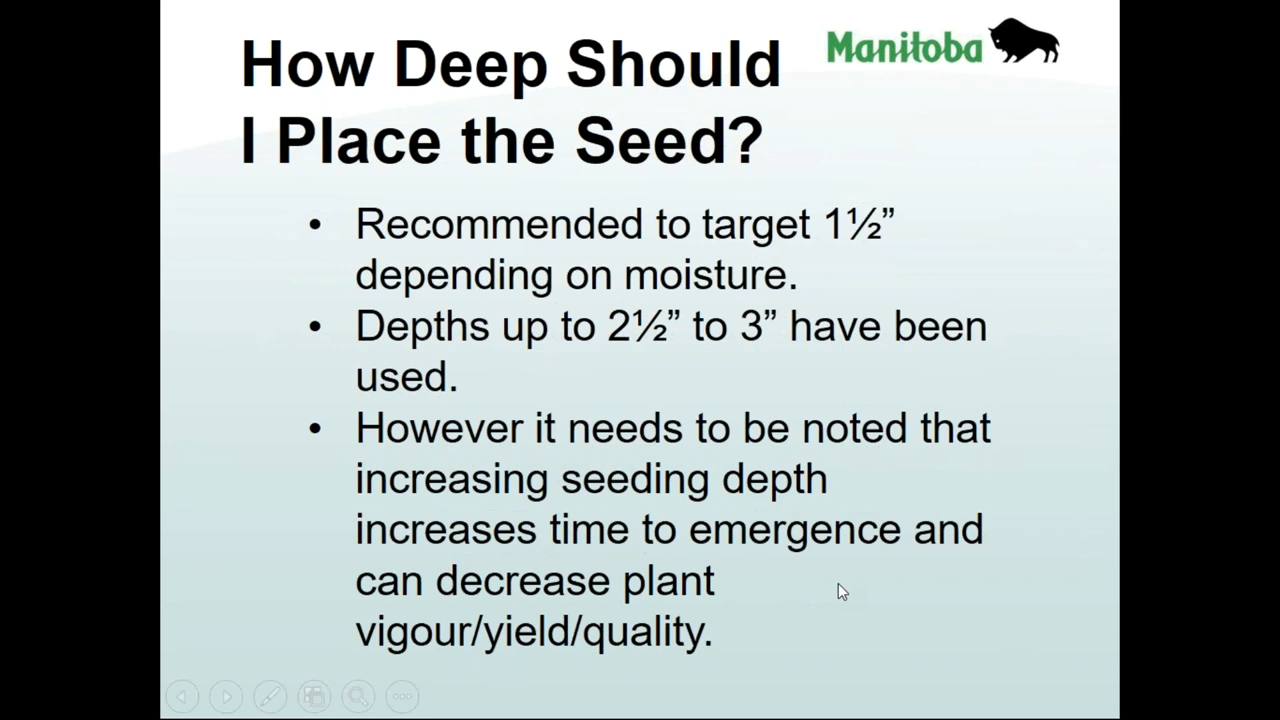 How Deep Should
I Place the Seed?
Manitoba
• Recommended to target 1½”
depending on moisture.
• Depths up to 2½” to 3” have been
used.
• However it needs to be noted that
increasing seeding depth
increases time to emergence and
can decrease plant
vigour/yield/quality.